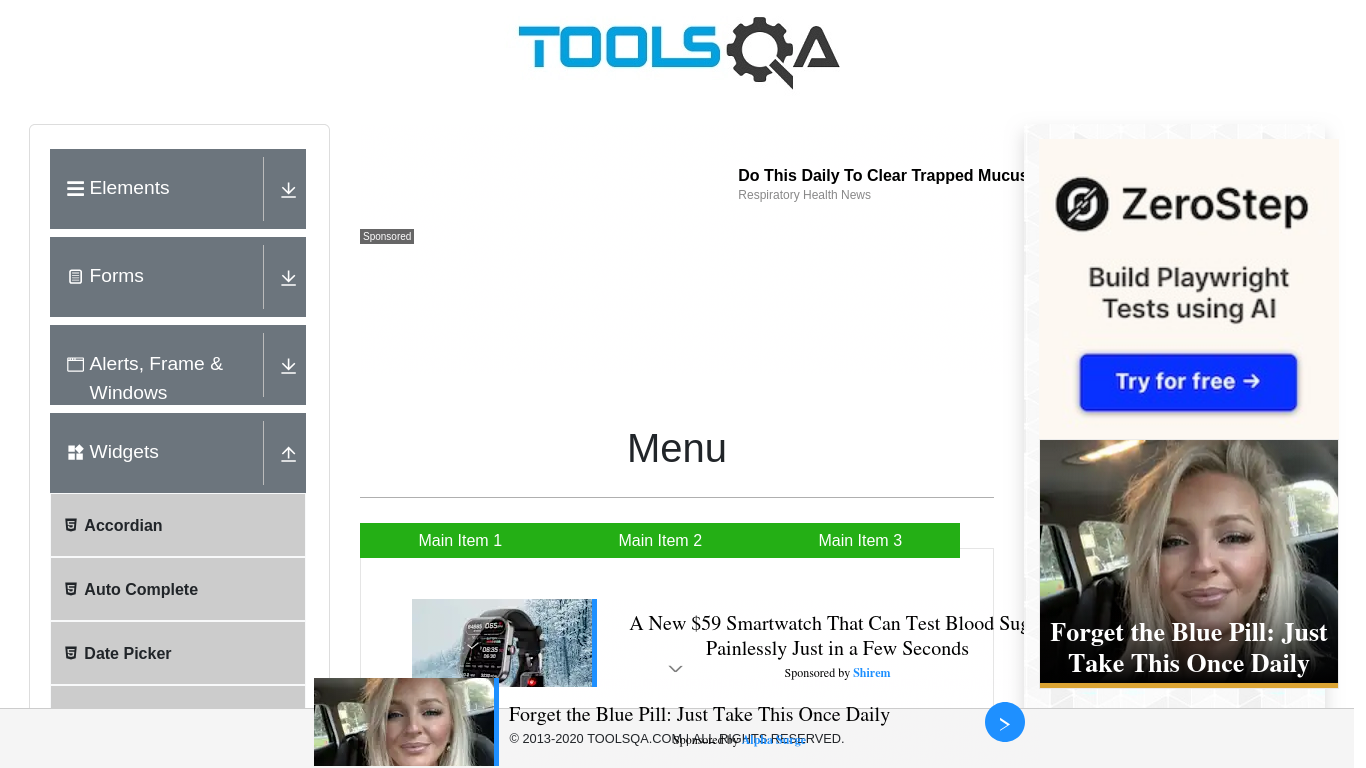 TOOLSQA
Elements
Forms
Alerts, Frame &
Windows
Widgets
Accordian
Auto Complete
Date Picker
Do This Daily To Clear Trapped Mucus
Respiratory Health News
Sponsored
Menu
Main Item 1
Main Item 2
Main Item 3
A New $59 Smartwatch That Can Test Blood Sug
Painlessly Just in a Few Seconds
Sponsored by Shirem
ZeroStep
Build Playwright
Tests using AI
Try for free →
Forget the Blue Pill: Just
Take This Once Daily
Forget the Blue Pill: Just Take This Once Daily
© 2013-2020 TOOLSQA.COM | ALL RIGHTS RESERVED.
Sponsored by